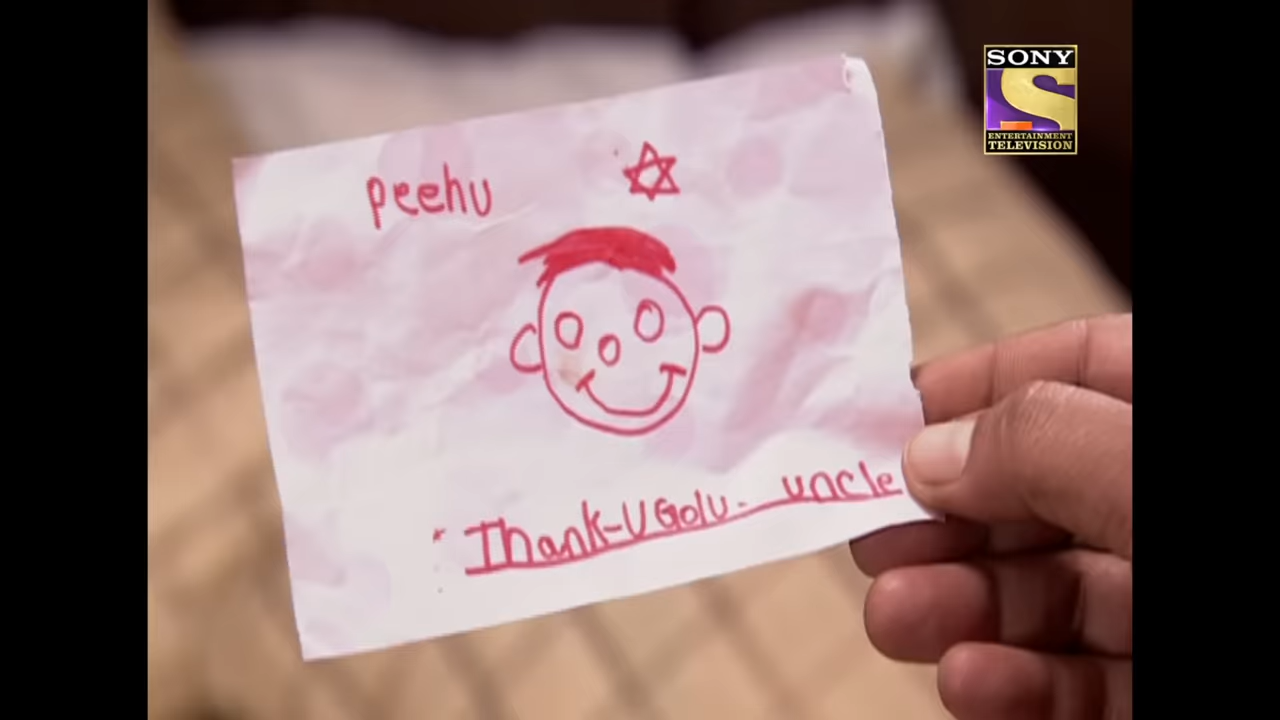 SONY
ENTERTAINMENT
TELEVISION
peehu
Thank-U Golu. uncle